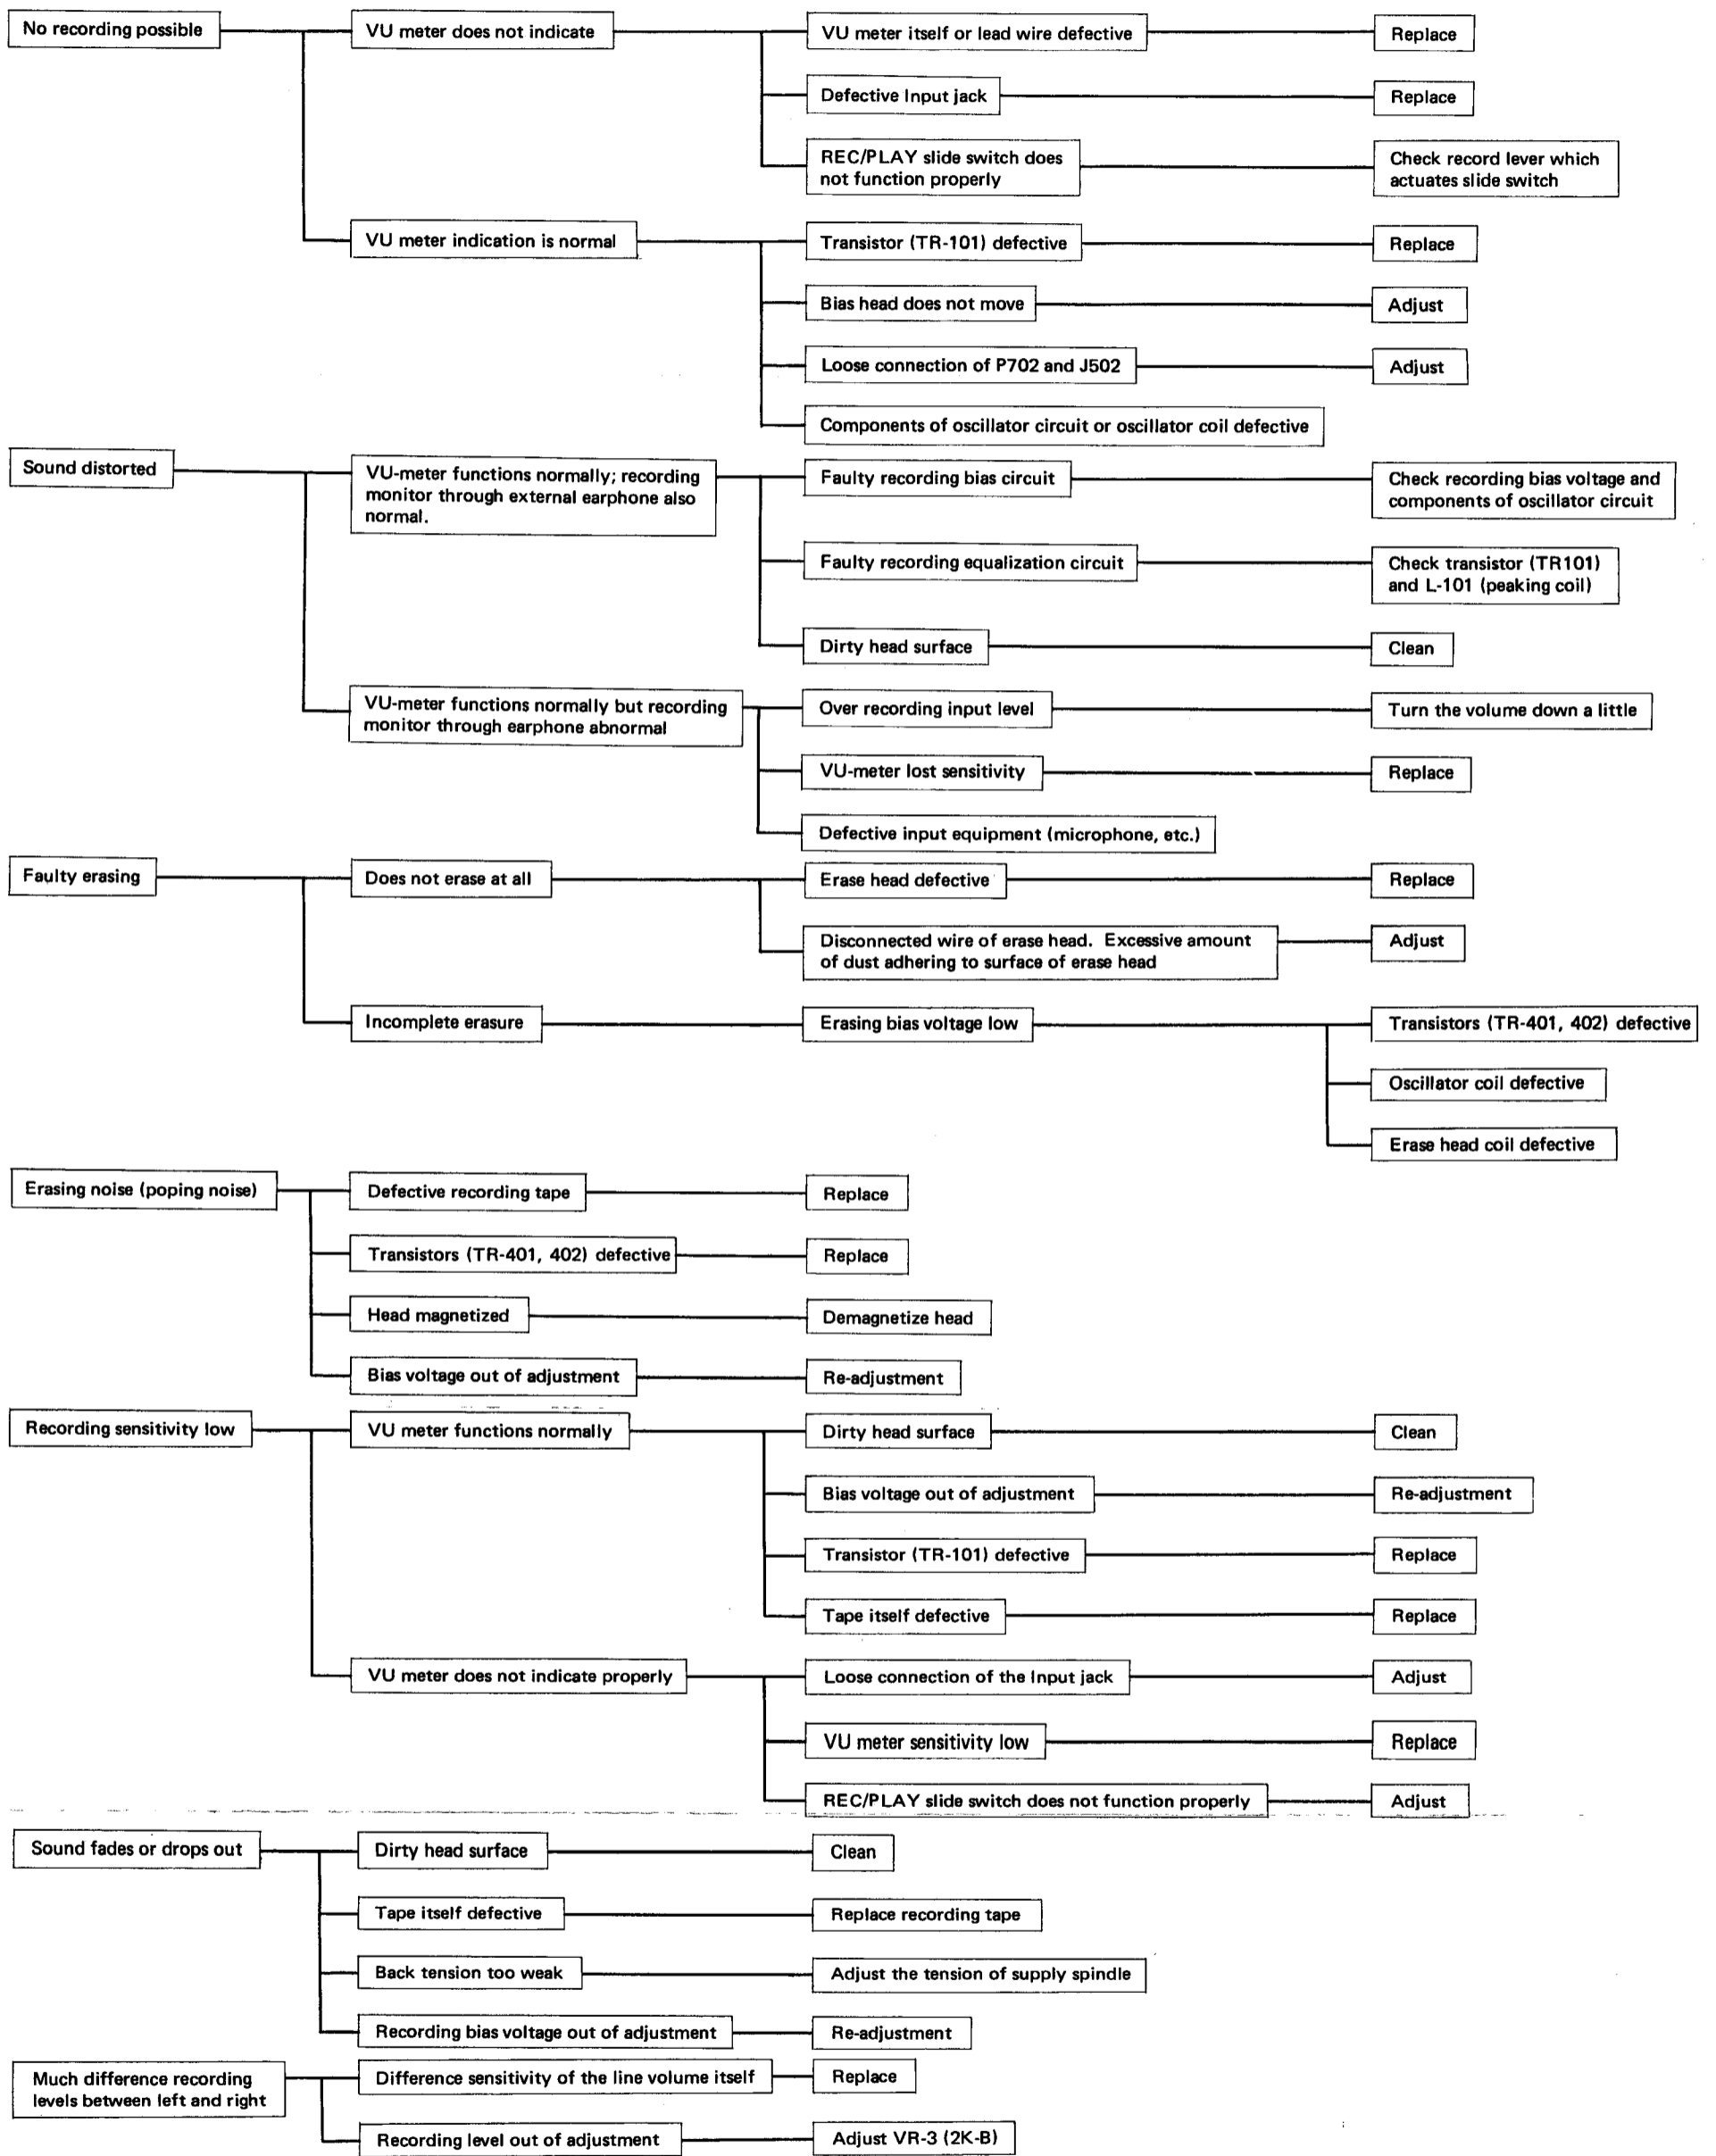 No recording possible
VU meter does not indicate
VU meter itself or lead wire defective
Replace
Defective Input jack
Replace
REC/PLAY slide switch does
not function properly
Check record lever which
actuates slide switch
VU meter indication is normal
Transistor (TR-101) defective
Replace
Bias head does not move
Adjust
Loose connection of P702 and J502
Adjust
Components of oscillator circuit or oscillator coil defective
Sound distorted
VU-meter functions normally; recording
monitor through external earphone also
normal.
Faulty recording bias circuit
Check recording bias voltage and
components of oscillator circuit
Faulty recording equalization circuit
Check transistor (TR101)
and L-101 (peaking coil)
Dirty head surface
Clean
VU-meter functions normally but recording
monitor through earphone abnormal
Over recording input level
Turn the volume down a little
VU-meter lost sensitivity
Replace
Defective input equipment (microphone, etc.)
Faulty erasing
Does not erase at all
Erase head defective
Replace
Disconnected wire of erase head. Excessive amount
of dust adhering to surface of erase head
Adjust
Incomplete erasure
Erasing bias voltage low
Transistors (TR-401, 402) defective
Oscillator coil defective
Erase head coil defective
Erasing noise (poping noise)
Defective recording tape
Replace
Transistors (TR-401, 402) defective
Replace
Head magnetized
Demagnetize head
Bias voltage out of adjustment
Re-adjustment
Recording sensitivity low
VU meter functions normally
Dirty head surface
Clean
Bias voltage out of adjustment
Re-adjustment
Transistor (TR-101) defective
Replace
Tape itself defective
Replace
VU meter does not indicate properly
Loose connection of the Input jack
Adjust
VU meter sensitivity low
Replace
REC/PLAY slide switch does not function properly
Adjust
Sound fades or drops out
Dirty head surface
Clean
Tape itself defective
Replace recording tape
Back tension too weak
Adjust the tension of supply spindle
Recording bias voltage out of adjustment
Re-adjustment
Much difference recording
levels between left and right
Difference sensitivity of the line volume itself
Replace
Recording level out of adjustment
Adjust VR-3 (2K-B)